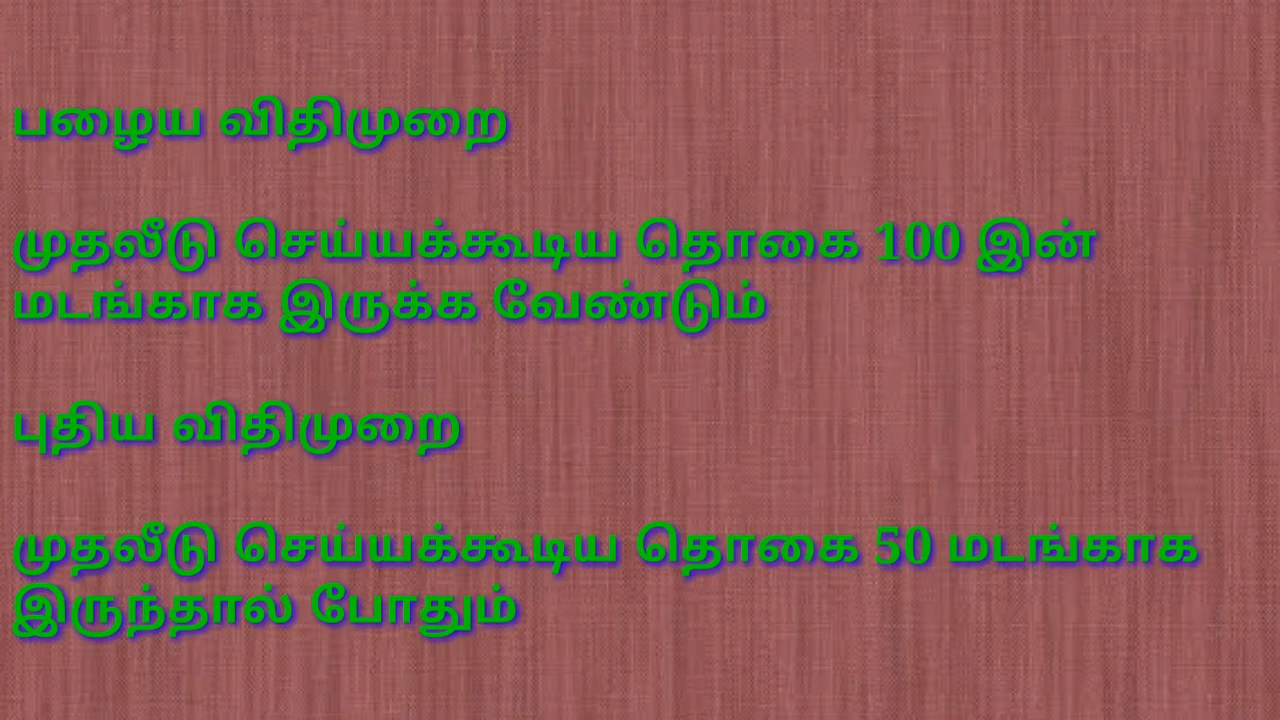 பழைய விதிமுறை
முதலீடு செய்யக்கூடிய தொகை 100 இன்
மடங்காக இருக்க வேண்டும்
புதிய விதிமுறை
முதலீடு செய்யக்கூடிய தொகை 50 மடங்காக
இருந்தால் போதும்